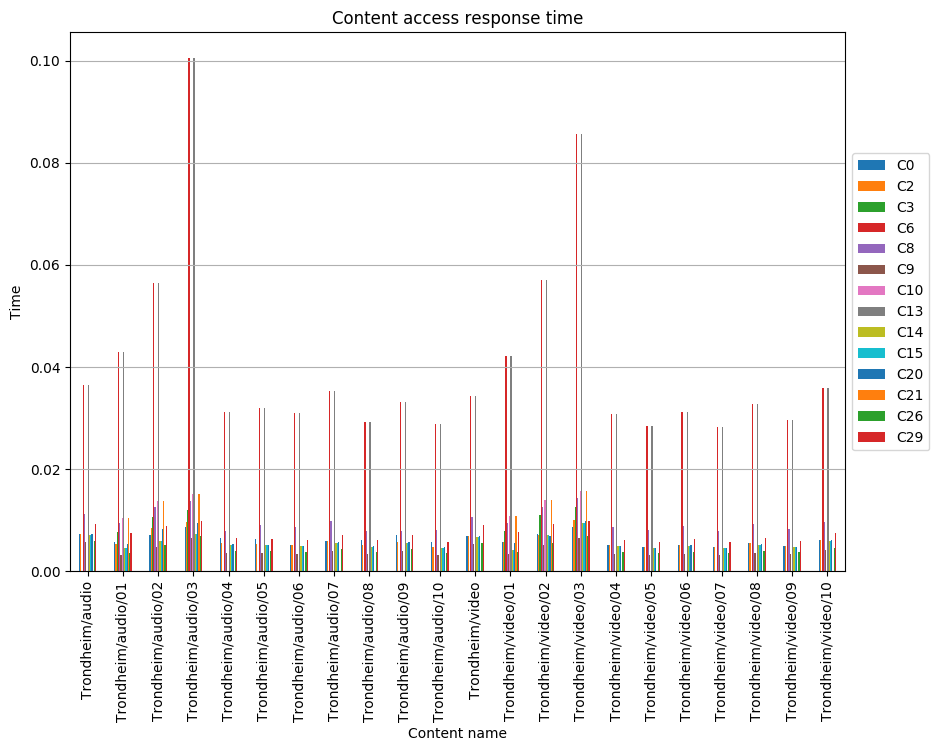 Content access response time
0.10
0.08
0.06
0.04
0.02
0.00
Time
C0
C2
C3
C6
C8
C9
C10
C13
C14
C15
C20
C21
C26
C29
Trondheim/audio
Trondheim/audio/01
Trondheim/audio/02
Trondheim/audio/03
Trondheim/audio/04
Trondheim/audio/05
Trondheim/audio/06
Trondheim/audio/07
Trondheim/audio/08
Trondheim/audio/09
Trondheim/audio/10
Trondheim/video
Trondheim/video/01
Trondheim/video/02
Trondheim/video/03
Trondheim/video/04
Trondheim/video/05
Trondheim/video/06
Trondheim/video/07
Trondheim/video/08
Trondheim/video/09
Trondheim/video/10
Content name